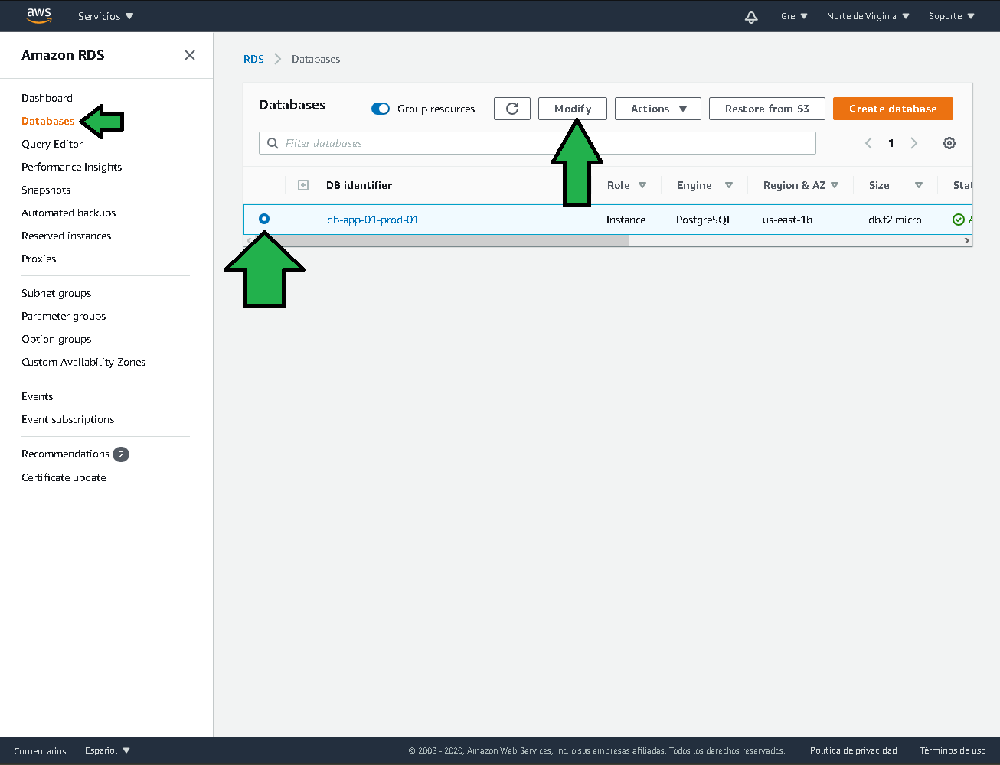 aws Servicios Gre Norte de Virginia Soporte
Amazon RDS
Dashboard
Databases
Query Editor
Performance Insights
Snapshots
Automated backups
Reserved instances
Proxies
Subnet groups
Parameter groups
Option groups
Custom Availability Zones
Events
Event subscriptions
Recommendations 2
Certificate update
RDS Databases
Databases Group resources Modify Actions Restore from S3 Create database
Filter databases 1
DB identifier Role Engine Region & AZ Size Stat
db-app-01-prod-01 Instance PostgreSQL us-east-1b db.t2.micro A
Comentarios Español © 2008 - 2020, Amazon Web Services, Inc. o sus empresas afiliadas. Todos los derechos reservados. Política de privacidad Términos de uso